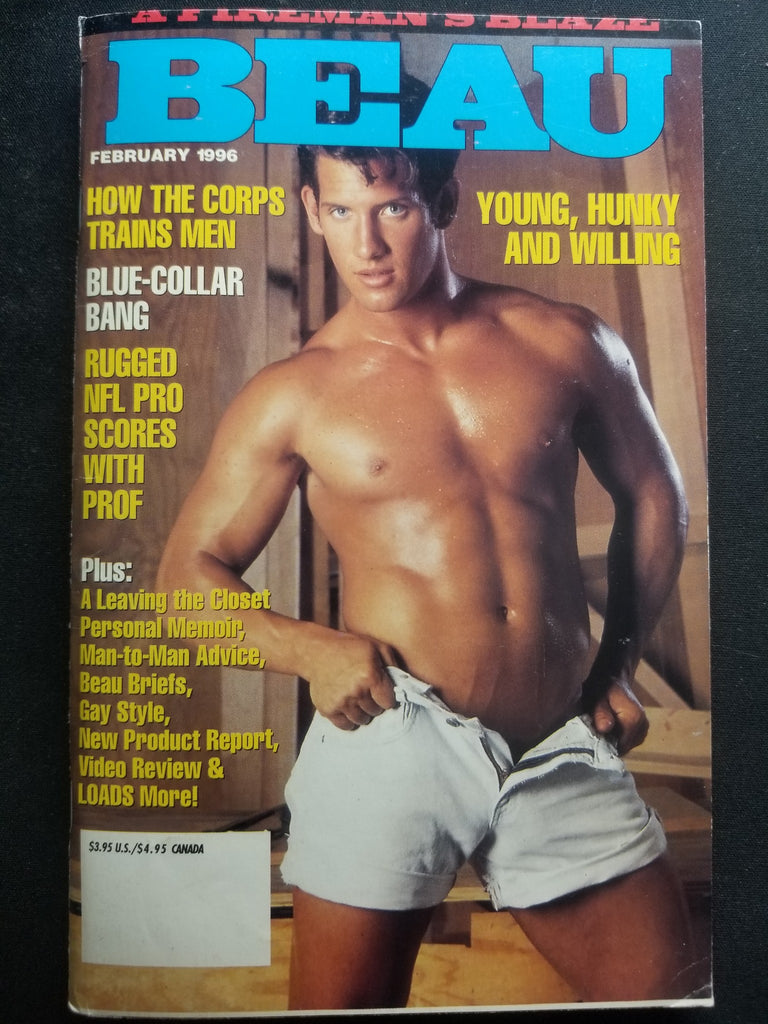 A FIREMAN'S BLAZE
BEAU
FEBRUARY 1996
HOW THE CORPS
TRAINS MEN
BLUE-COLLAR
BANG
RUGGED
NFL PRO
SCORES
WITH
PROF
YOUNG, HUNKY
AND WILLING
Plus:
A Leaving the Closet
Personal Memoir,
Man-to-Man Advice,
Beau Briefs,
Gay Style,
New Product Report,
Video Review &
LOADS More!
$3.95 U.S./$4.95 CANADA